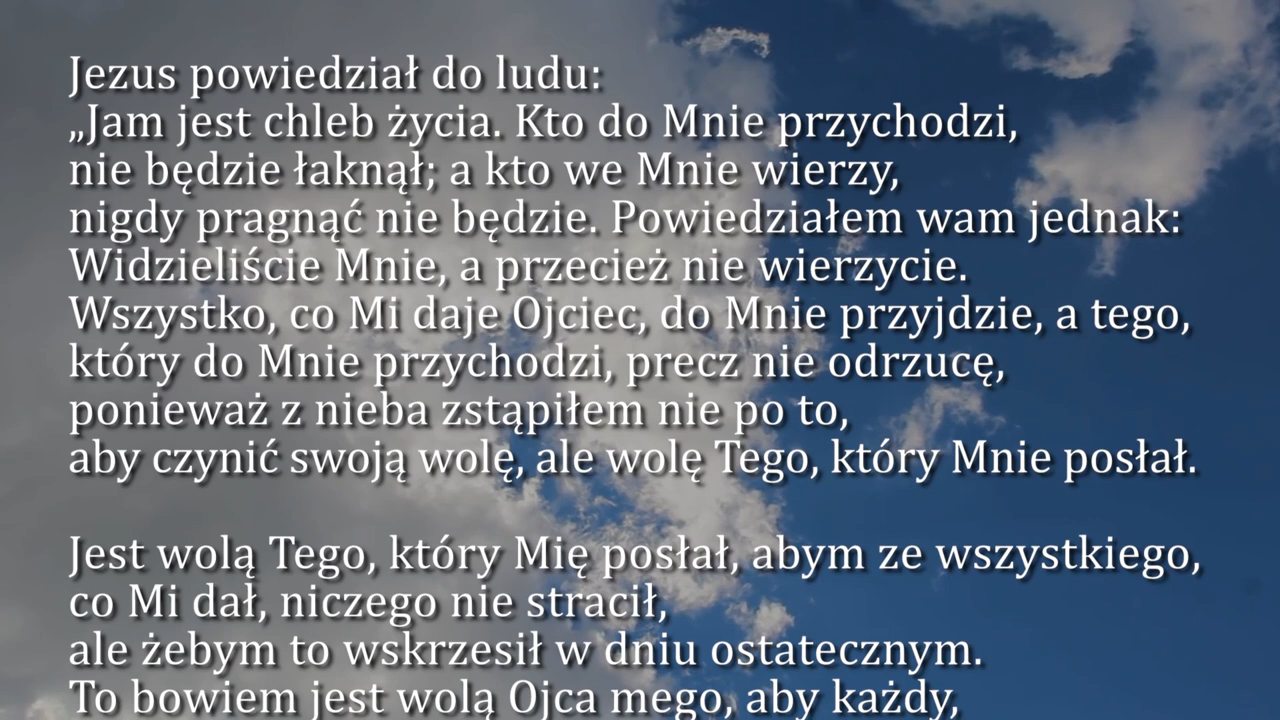 Jezus powiedział do ludu:
„Jam jest chleb życia. Kto do Mnie przychodzi,
nie będzie łaknął; a kto we Mnie wierzy,
nigdy pragnąć nie będzie. Powiedziałem wam jednak:
Widzieliście Mnie, a przecież nie wierzycie.
Wszystko, co Mi daje Ojciec, do Mnie przyjdzie, a tego,
który do Mnie przychodzi, precz nie odrzucę,
ponieważ z nieba zstąpiłem nie po to,
aby czynić swoją wolę, ale wolę Tego, który Mnie posłał.
Jest wolą Tego, który Mię posłał, abym ze wszystkiego,
co Mi dał, niczego nie stracił,
ale żebym to wskrzesił w dniu ostatecznym.
To bowiem jest wolą Ojca mego, aby każdy,